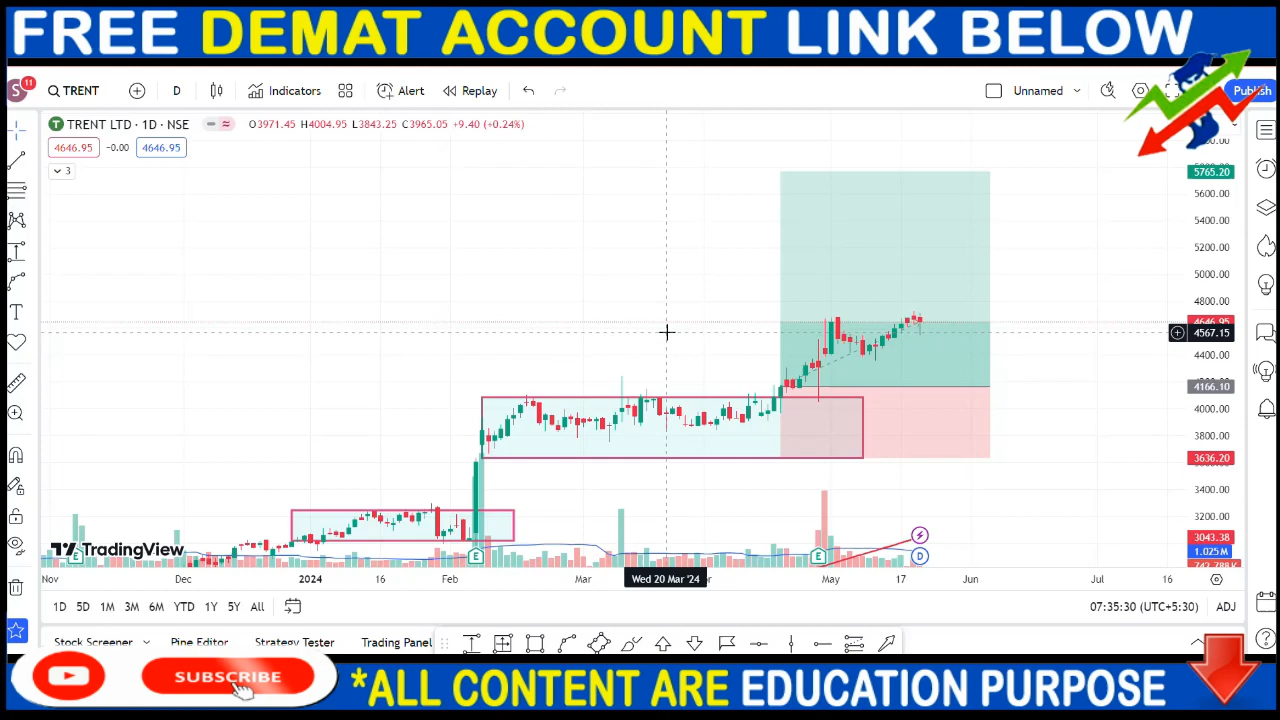 FREE DEMAT ACCOUNT LINK BELOW
S 11 TRENT D Indicators Alert Replay Unnamed Publish
T TRENT LTD · 1D · NSE O3971.45 H4004.95 L3843.25 C3965.05 +9.40 (+0.24%)
4646.95 -0.00 4646.95
3
5765.20
5600.00
5400.00
5200.00
5000.00
4800.00
4646.95
4567.15
4400.00
4166.10
4000.00
3800.00
3636.20
3400.00
3200.00
3043.38
1.025 M
TradingView
E E E D
Nov Dec 2024 16 Feb Mar Wed 20 Mar '24 May 17 Jun Jul 16
1D 5D 1M 3M 6M YTD 1Y 5Y All 07:35:30 (UTC+5:30) ADJ
Stock Screener Pine Editor Strategy Tester Trading Panel
SUBSCRIBE
*ALL CONTENT ARE EDUCATION PURPOSE